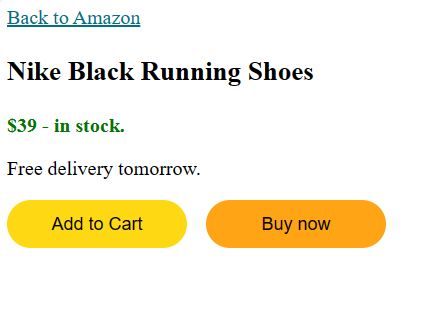 Back to Amazon
Nike Black Running Shoes
$39 - in stock.
Free delivery tomorrow.
Add to Cart
Buy now